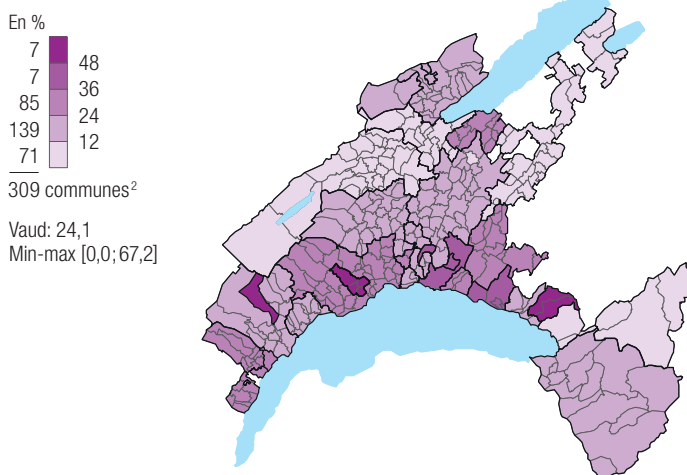 En %
7
48
7
36
85
24
139
12
71
309 communes²
Vaud: 24,1
Min-max [0,0; 67,2]